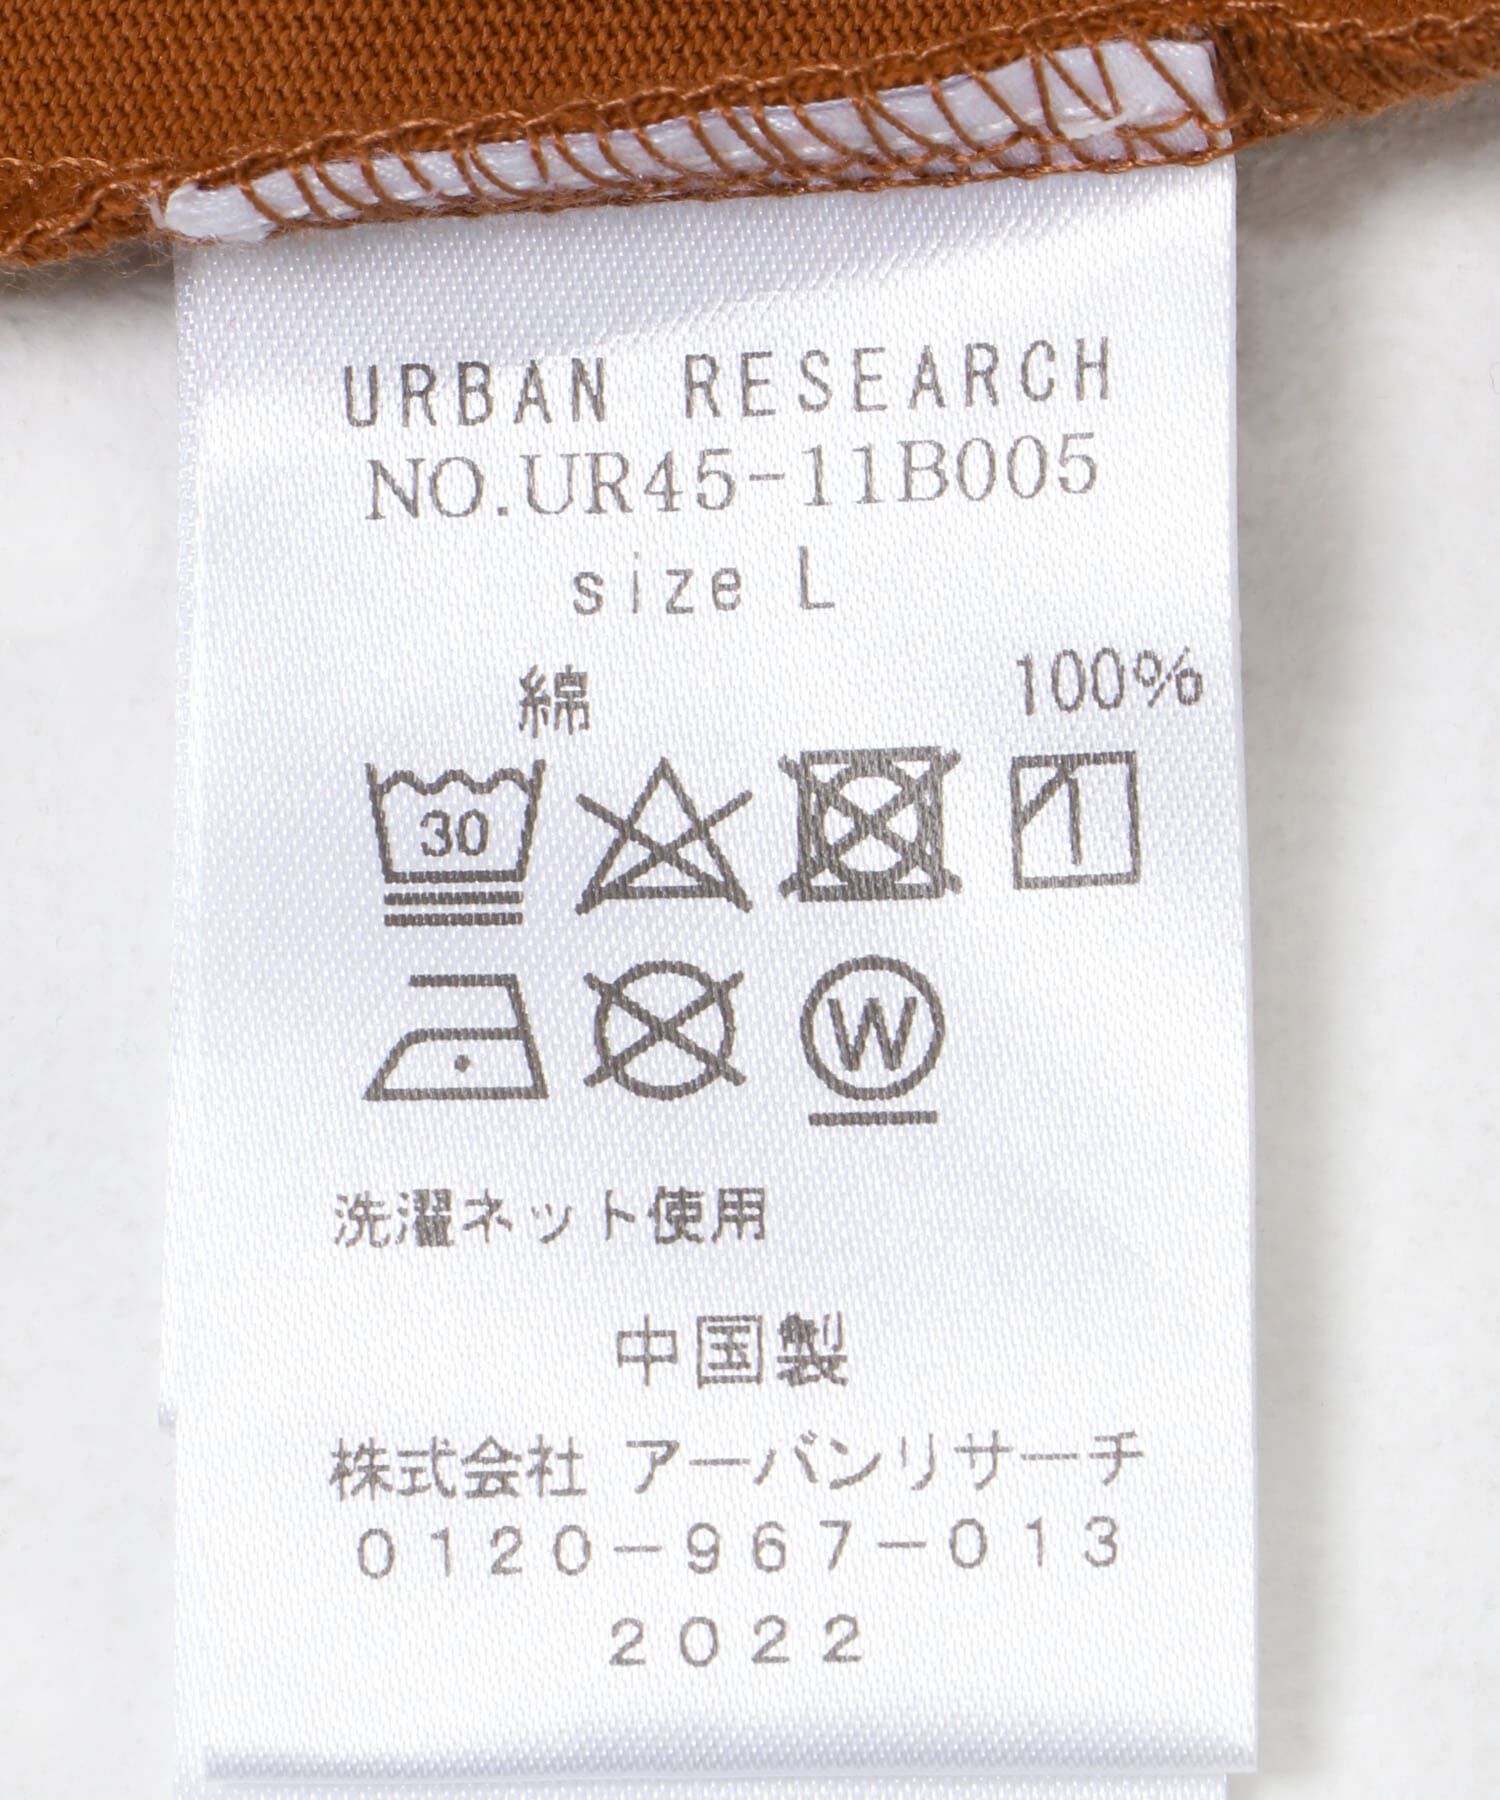 URBAN RESEARCH
NO.UR45-11B005
size L
綿 100%
30
W
洗濯ネット使用
中国製
株式会社 アーバンリサーチ
0120-967-013
2022